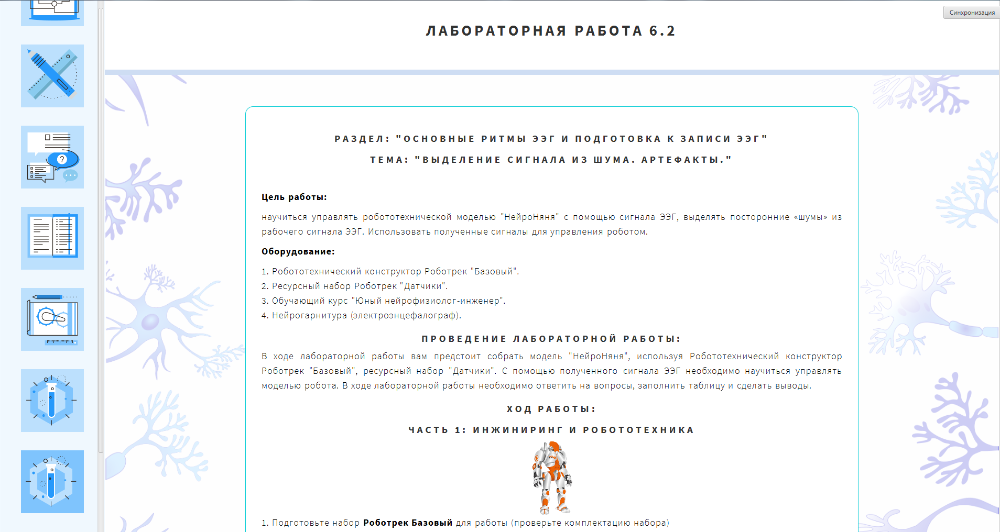 Синхронизация
ЛАБОРАТОРНАЯ РАБОТА 6.2
РАЗДЕЛ: "ОСНОВНЫЕ РИТМЫ ЭЭГ И ПОДГОТОВКА К ЗАПИСИ ЭЭГ"
ТЕМА: "ВЫДЕЛЕНИЕ СИГНАЛА ИЗ ШУМА. АРТЕФАКТЫ."
Цель работы:
научиться управлять робототехнической моделью "НейроНяня" с помощью сигнала ЭЭГ, выделять посторонние «шумы» из
рабочего сигнала ЭЭГ. Использовать полученные сигналы для управления роботом.
Оборудование:
1. Робототехнический конструктор Роботрек "Базовый".
2. Ресурсный набор Роботрек "Датчики".
3. Обучающий курс "Юный нейрофизиолог-инженер".
4. Нейрогарнитура (электроэнцефалограф).
ПРОВЕДЕНИЕ ЛАБОРАТОРНОЙ РАБОТЫ:
В ходе лабораторной работы вам предстоит собрать модель "НейроНяня", используя Робототехнический конструктор
Роботрек "Базовый", ресурсный набор "Датчики". С помощью полученного сигнала ЭЭГ необходимо научиться управлять
моделью робота. В ходе лабораторной работы необходимо ответить на вопросы, заполнить таблицу и сделать выводы.
ХОД РАБОТЫ:
ЧАСТЬ 1: ИНЖИНИРИНГ И РОБОТОТЕХНИКА
1. Подготовьте набор Роботрек Базовый для работы (проверьте комплектацию набора)